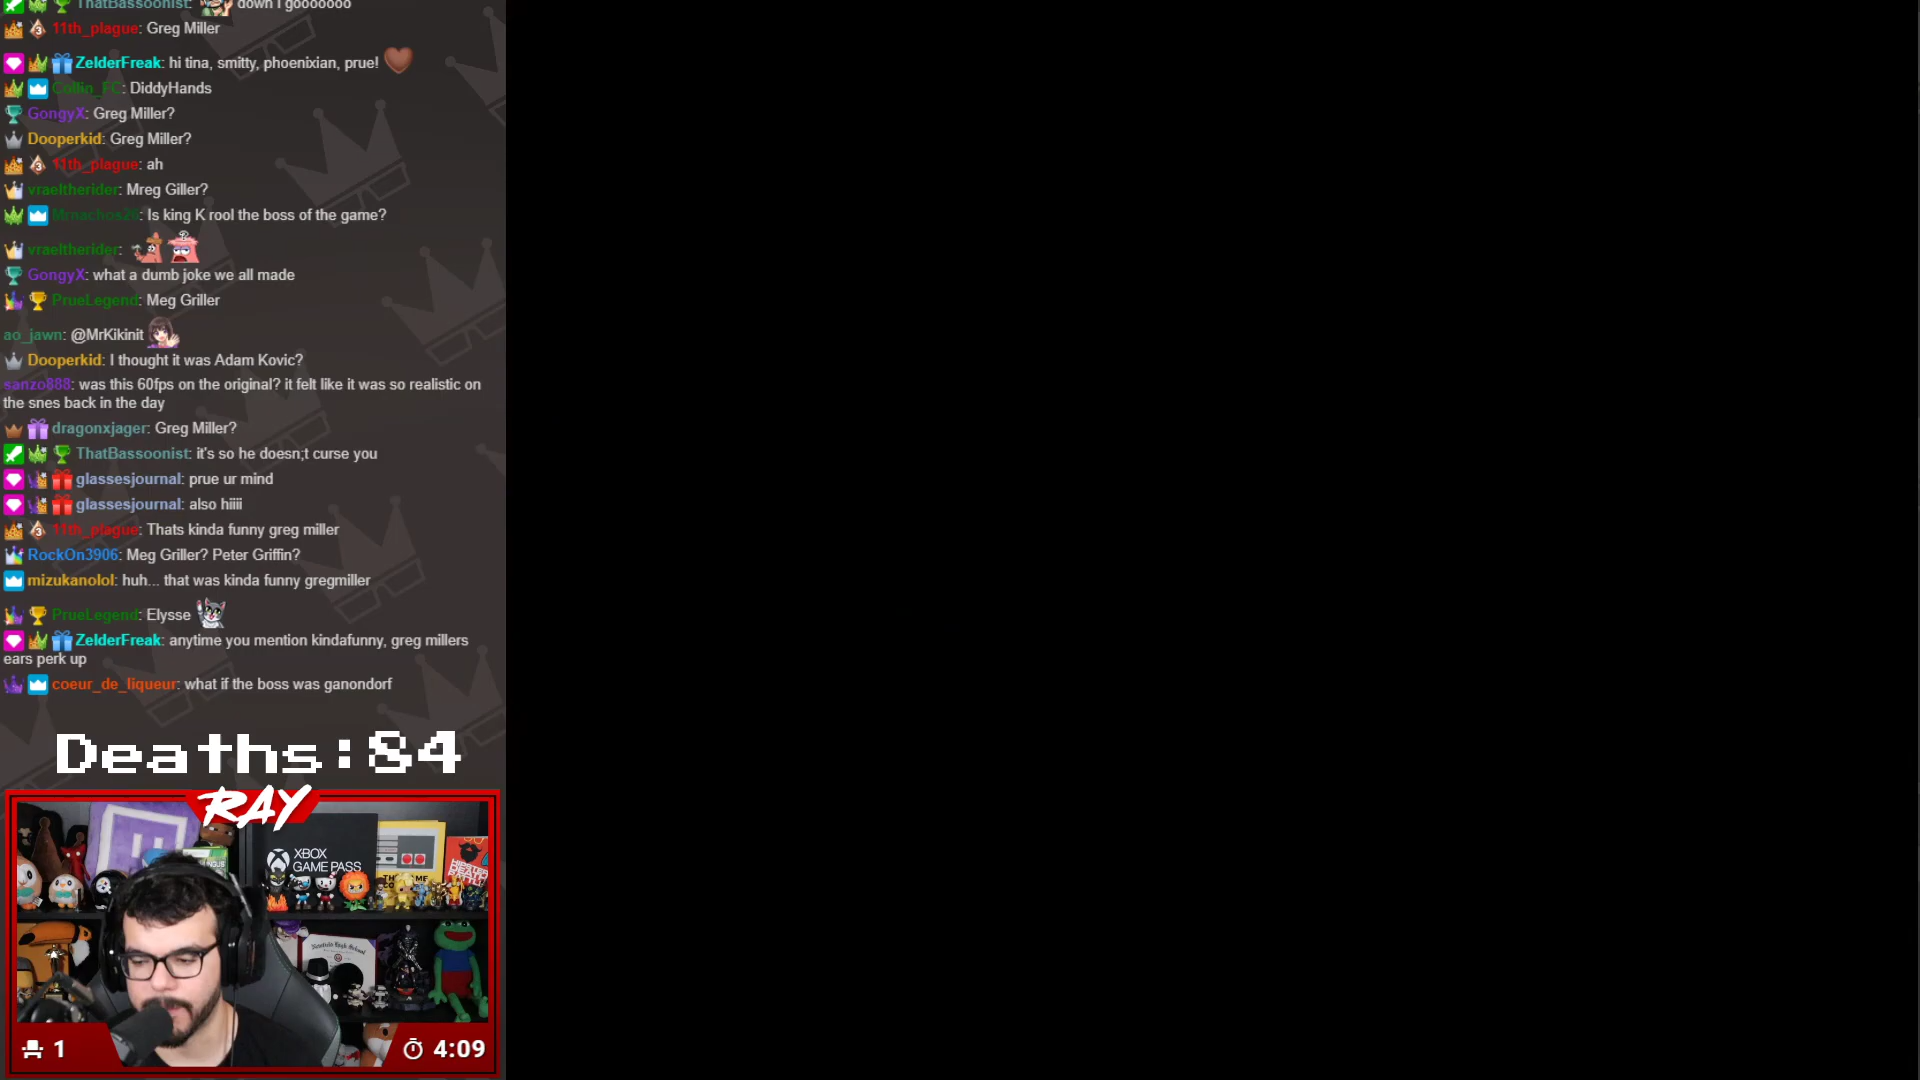 ThatBassoonist: down I gooooooo
11th_plague: Greg Miller
ZelderFreak: hi tina, smitty, phoenixian, prue!
Collin_FC: DiddyHands
GongyX: Greg Miller?
Dooperkid: Greg Miller?
11th_plague: ah
vraeltherider: Mreg Giller?
Mrnachos20: Is king K rool the boss of the game?
vraeltherider:
GongyX: what a dumb joke we all made
PrueLegend: Meg Griller
ao_jawn: @MrKikinit
Dooperkid: I thought it was Adam Kovic?
sanzo888: was this 60fps on the original? it felt like it was so realistic on
the snes back in the day
dragonxjager: Greg Miller?
ThatBassoonist: it's so he doesn;t curse you
glassesjournal: prue ur mind
glassesjournal: also hiiii
11th_plague: Thats kinda funny greg miller
RockOn3906: Meg Griller? Peter Griffin?
mizukanolol: huh... that was kinda funny gregmiller
PrueLegend: Elysse
ZelderFreak: anytime you mention kindafunny, greg millers
ears perk up
coeur_de_liqueur: what if the boss was ganondorf
Deaths:84
RAY
XBOX
GAME PASS
1
4:09